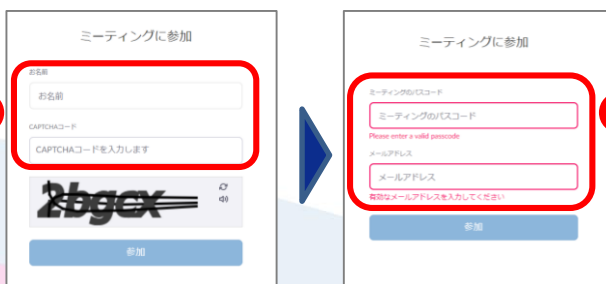 ミーティングに参加
お名前
お名前
CAPTCHAコード
CAPTCHAコードを入力します
2bgcx
参加
ミーティングに参加
ミーティングのパスコード
ミーティングのパスコード
Please enter a valid passcode
メールアドレス
メールアドレス
有効なメールアドレスを入力してください
参加